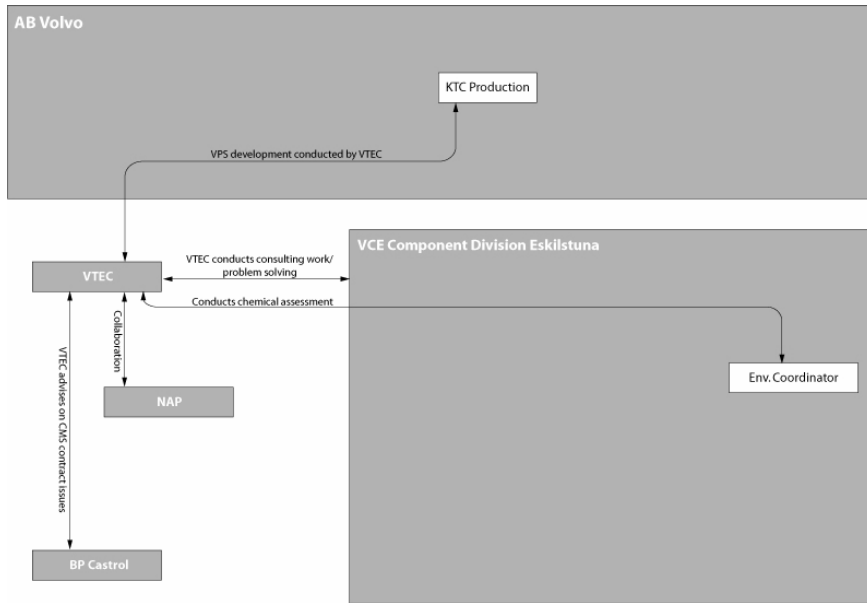 AB Volvo
KTC Production
VPS development conducted by VTEC
VCE Component Division Eskilstuna
VTEC conducts consulting work/
problem solving
VTEC
Conducts chemical assessment
Collaboration
VTEC advises on CMS contract issues
Env. Coordinator
NAP
BP Castrol